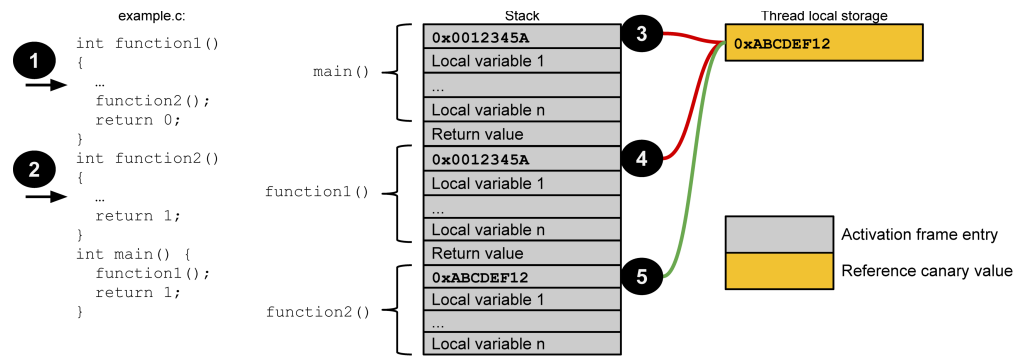 example.c:
1
int function1()
{
…
function2();
return 0;
}
2
int function2()
{
…
return 1;
}
int main() {
function1();
return 1;
}
Stack
main()
0x0012345A
3
Local variable 1
...
Local variable n
Return value
function1()
0x0012345A
4
Local variable 1
...
Local variable n
Return value
function2()
0xABCDEF12
5
Local variable 1
...
Local variable n
Thread local storage
0xABCDEF12
Activation frame entry
Reference canary value